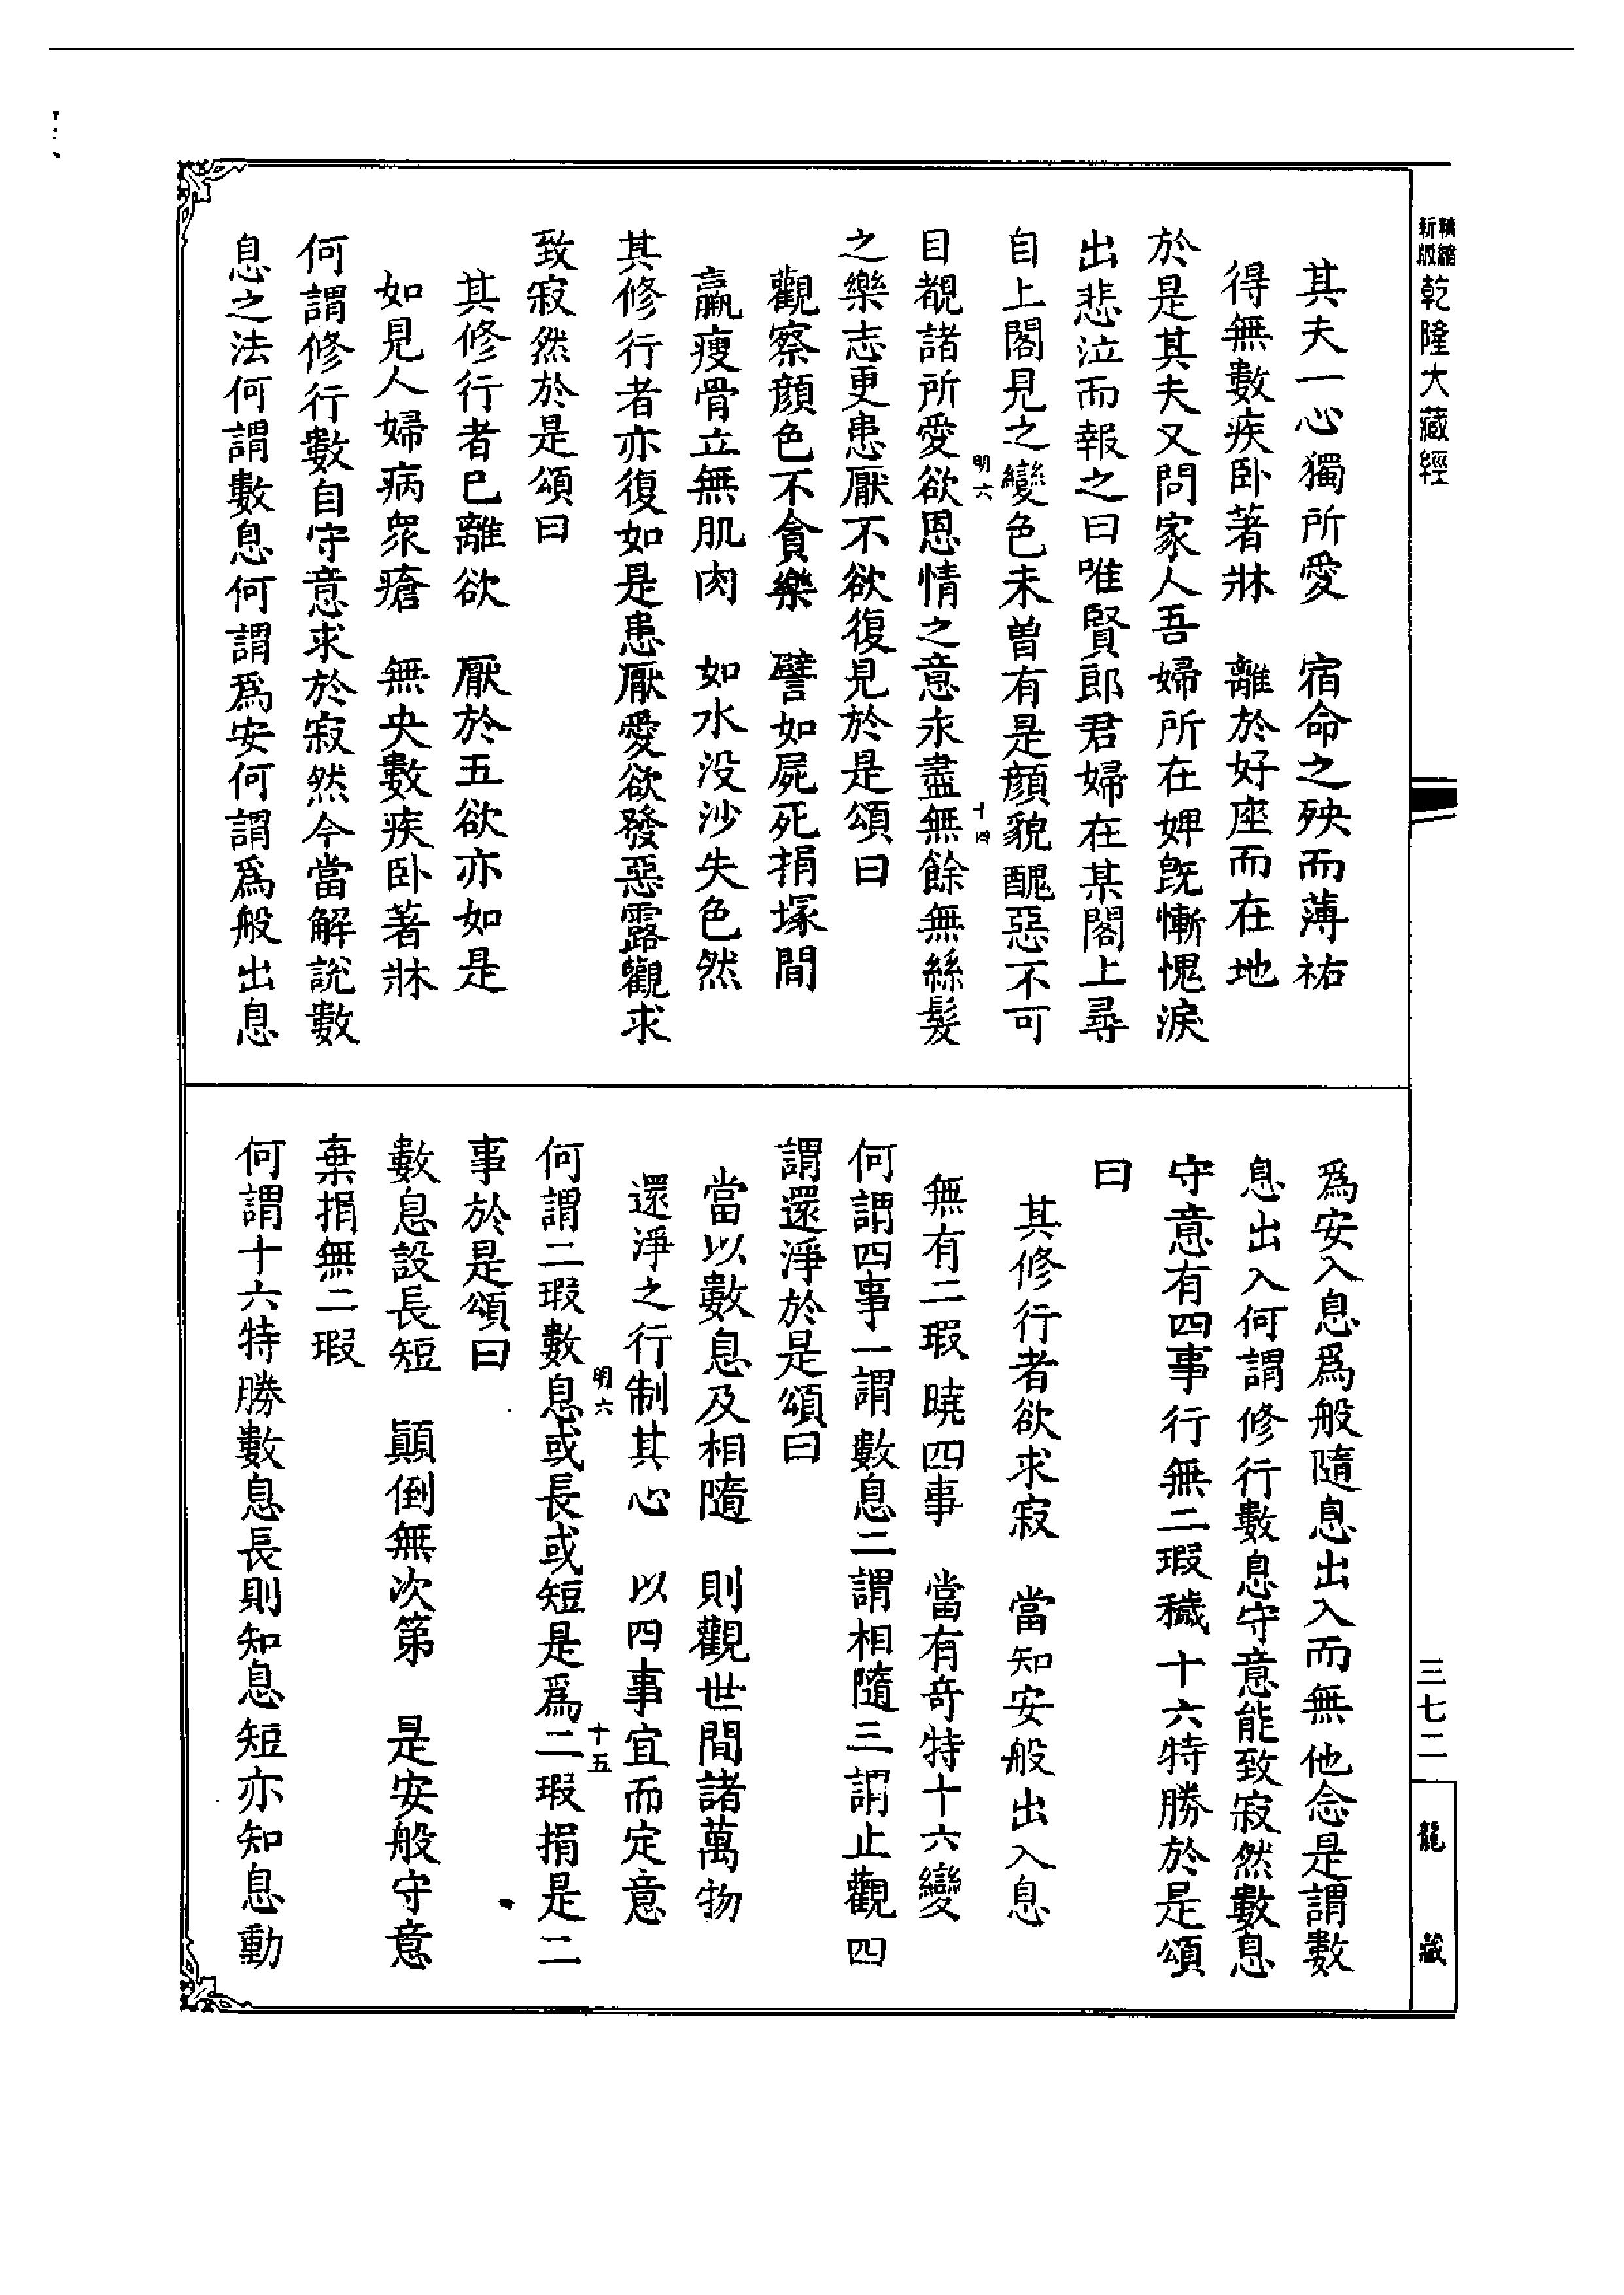 精縮新版乾隆大藏經
其夫一心獨所愛　宿命之殃而薄祐
得無數疾卧著牀　離於好座而在地
於是其夫又問家人吾婦所在婢旣慚愧淚
出悲泣而報之曰唯賢郎君婦在某閣上尋
自上閣見之變色未曾有是顏貌醜惡不可
目覩諸所愛欲恩情之意永盡無餘無絲髮
明六
十四
之樂志更患厭不欲復見於是頌曰
觀察顏色不貪樂　譬如屍死捐塚間
羸瘦骨立無肌肉　如水没沙失色然
其修行者亦復如是患厭愛欲發惡露觀求
致寂然於是頌曰
其修行者已離欲　厭於五欲亦如是
如見人婦病衆瘡　無央數疾卧著牀
何謂修行數自守意求於寂然今當解說數
息之法何謂數息何謂爲安何謂爲般出息
爲安入息爲般隨息出入而無他念是謂數
息出入何謂修行數息守意能致寂然數息
守意有四事行無二瑕穢十六特勝於是頌
曰
其修行者欲求寂　當知安般出入息
無有二瑕曉四事　當有奇特十六變
何謂四事一謂數息二謂相隨三謂止觀四
謂還淨於是頌曰
當以數息及相隨　則觀世間諸萬物
還淨之行制其心　以四事宜而定意
何謂二瑕數息或長或短是爲二瑕捐是二
明六
十五
事於是頌曰
數息設長短　顚倒無次第　是安般守意
棄捐無二瑕
何謂十六特勝數息長則知息短亦知息動
三七二
龍藏